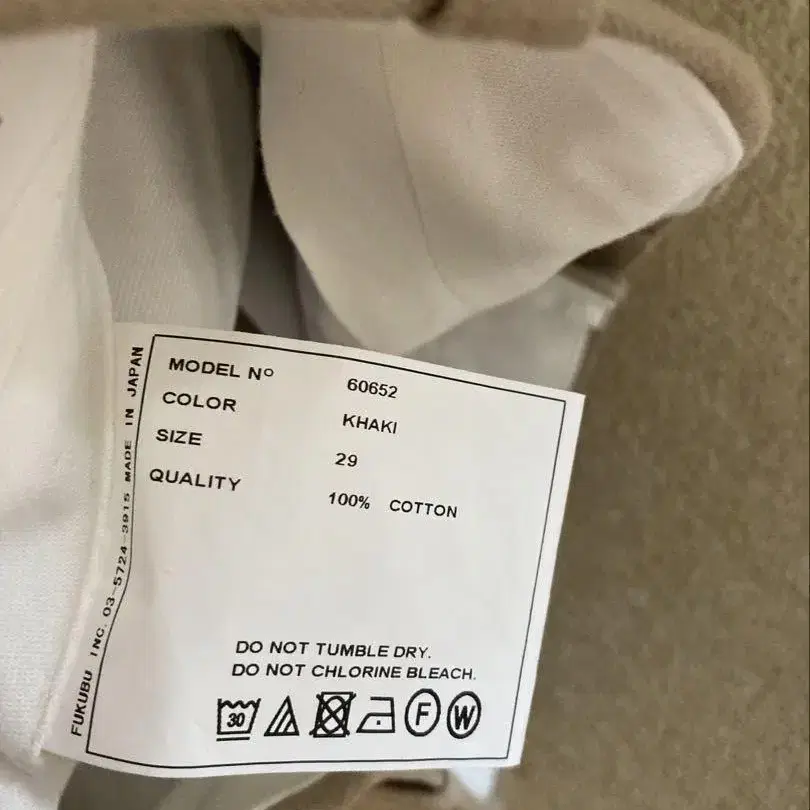 MODEL Nº 60652
COLOR KHAKI
SIZE 29
QUALITY 100% COTTON
DO NOT TUMBLE DRY.
DO NOT CHLORINE BLEACH.
30 F W
FUKUBU INC. 03-5724-3915 MADE IN JAPAN